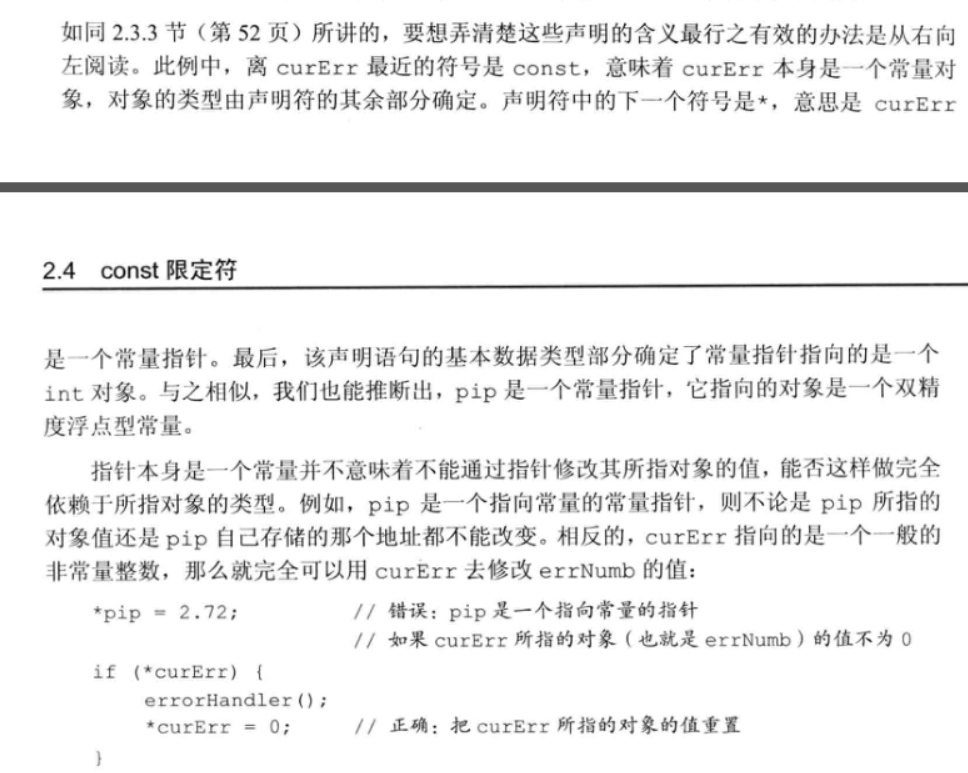 如同 2.3.3 节（第 52 页）所讲的，要想弄清楚这些声明的含义最行之有效的办法是从右向
左阅读。此例中，离 curErr 最近的符号是 const，意味着 curErr 本身是一个常量对
象，对象的类型由声明符的其余部分确定。声明符中的下一个符号是*，意思是 curErr
2.4 const 限定符
是一个常量指针。最后，该声明语句的基本数据类型部分确定了常量指针指向的是一个
int 对象。与之相似，我们也能推断出，pip 是一个常量指针，它指向的对象是一个双精
度浮点型常量。
指针本身是一个常量并不意味着不能通过指针修改其所指对象的值，能否这样做完全
依赖于所指对象的类型。例如，pip 是一个指向常量的常量指针，则不论是 pip 所指的
对象值还是 pip 自己存储的那个地址都不能改变。相反的，curErr 指向的是一个一般的
非常量整数，那么就完全可以用 curErr 去修改 errNumb 的值：
*pip = 2.72; // 错误：pip 是一个指向常量的指针
// 如果 curErr 所指的对象（也就是 errNumb）的值不为 0
if (*curErr) {
errorHandler();
*curErr = 0; // 正确：把 curErr 所指的对象的值重置
}